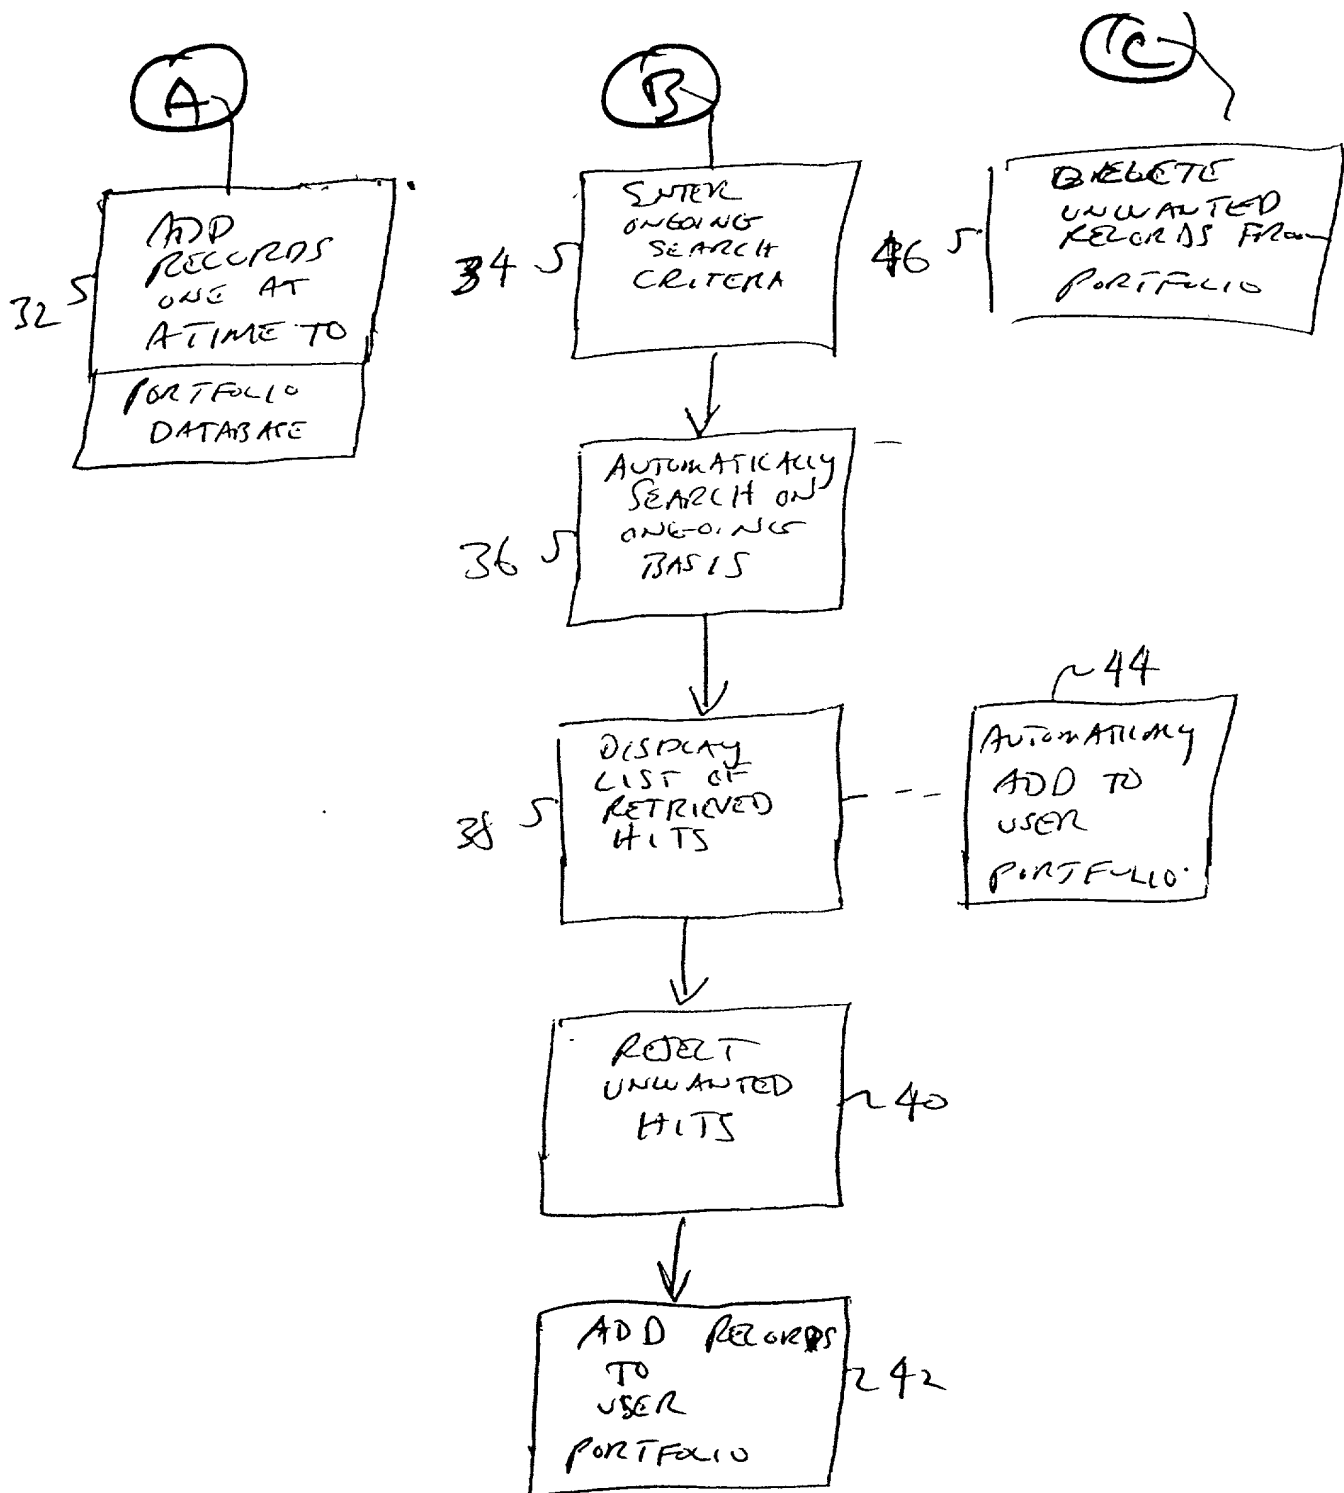 A
ADD
RECORDS
ONE AT
A TIME TO
PORTFOLIO
DATABASE
32
B
ENTER
ONGOING
SEARCH
CRITERA
34
C
DELETE
UNWANTED
RECORDS FROM
PORTFOLIO
46
AUTOMATICALLY
SEARCH ON
ONGOING
BASIS
36
DISPLAY
LIST OF
RETRIEVED
HITS
38
44
AUTOMATICALLY
ADD TO
USER
PORTFOLIO
REJECT
UNWANTED
HITS
40
ADD RECORDS
TO
USER
PORTFOLIO
42